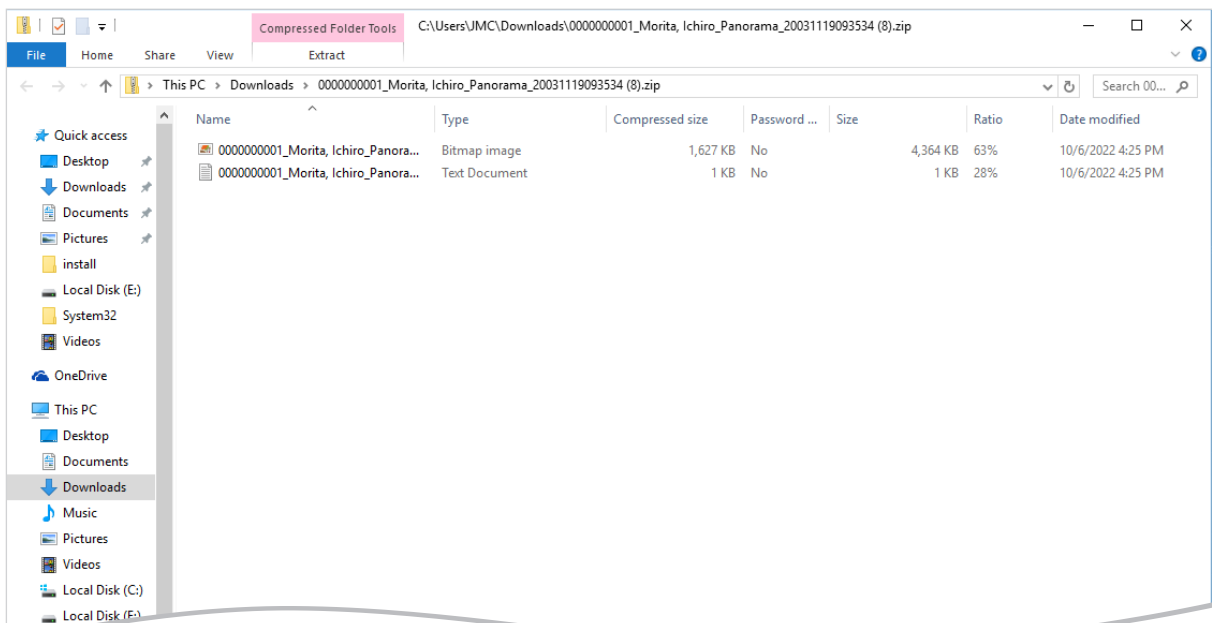 Compressed Folder Tools
C:\Users\JMC\Downloads\0000000001_Morita, Ichiro_Panorama_20031119093534 (8).zip
File Home Share View Extract
This PC > Downloads > 0000000001_Morita, Ichiro_Panorama_20031119093534 (8).zip
Search 00...
Name Type Compressed size Password ... Size Ratio Date modified
0000000001_Morita, Ichiro_Panora... Bitmap image 1,627 KB No 4,364 KB 63% 10/6/2022 4:25 PM
0000000001_Morita, Ichiro_Panora... Text Document 1 KB No 1 KB 28% 10/6/2022 4:25 PM
Quick access
Desktop
Downloads
Documents
Pictures
install
Local Disk (E:)
System32
Videos
OneDrive
This PC
Desktop
Documents
Downloads
Music
Pictures
Videos
Local Disk (C:)
Local Disk (E:)